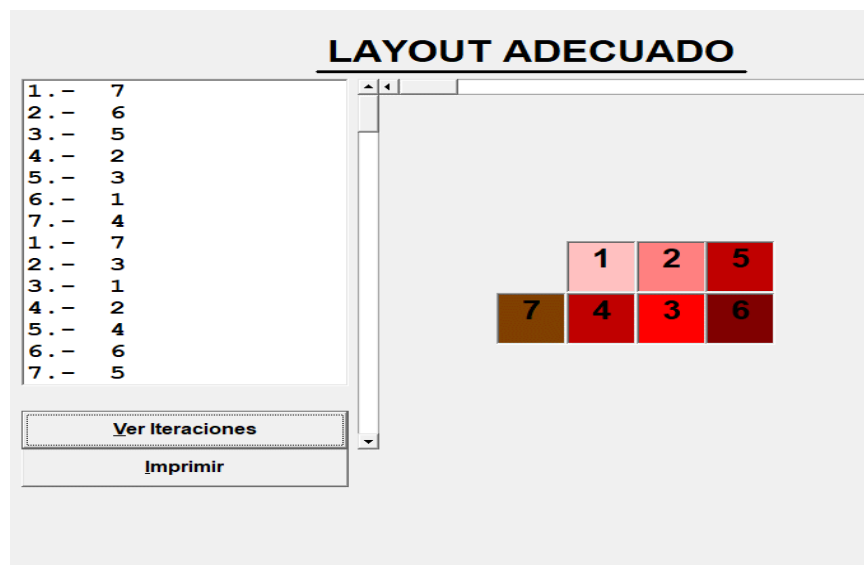 LAYOUT ADECUADO
1.- 7
2.- 6
3.- 5
4.- 2
5.- 3
6.- 1
7.- 4
1.- 7
2.- 3
3.- 1
4.- 2
5.- 4
6.- 6
7.- 5
Ver Iteraciones
Imprimir
1 2 5
7 4 3 6